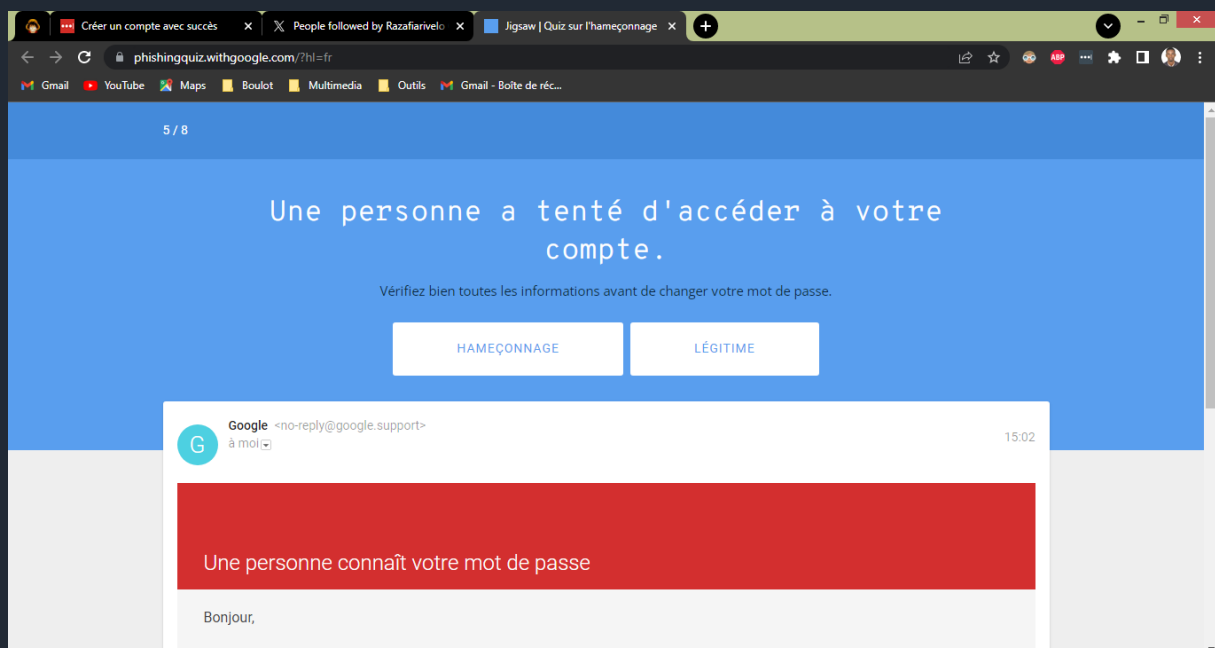 Créer un compte avec succès
People followed by Razafiarivelo
Jigsaw | Quiz sur l'hameçonnage
phishingquiz.withgoogle.com/?hl=fr
ABP
Gmail YouTube Maps Boulot Multimedia Outils Gmail - Boîte de réc...
5 / 8
Une personne a tenté d'accéder à votre
compte.
Vérifiez bien toutes les informations avant de changer votre mot de passe.
HAMEÇONNAGE LÉGITIME
G
Google <no-reply@google.support>
à moi
15:02
Une personne connaît votre mot de passe
Bonjour,